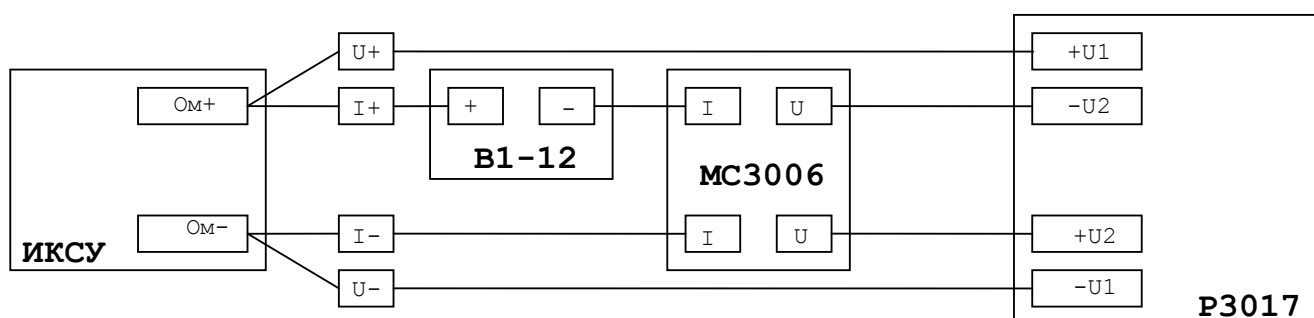 U+
+U1
Ом+
I+
+
-
I
U
-U2
В1-12
МС3006
Ом-
I-
I
U
+U2
ИКСУ
U-
-U1
Р3017